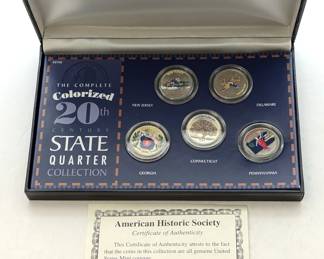 THE COMPLETE
Colorized
20th
CENTURY
STATE
QUARTER
COLLECTION
NEW JERSEY
DELAWARE
GEORGIA
CONNECTICUT
PENNSYLVANIA
American Historic Society
Certificate of Authenticity
This Certificate of Authenticity attests to the fact
that the coins in this collection are all genuine United